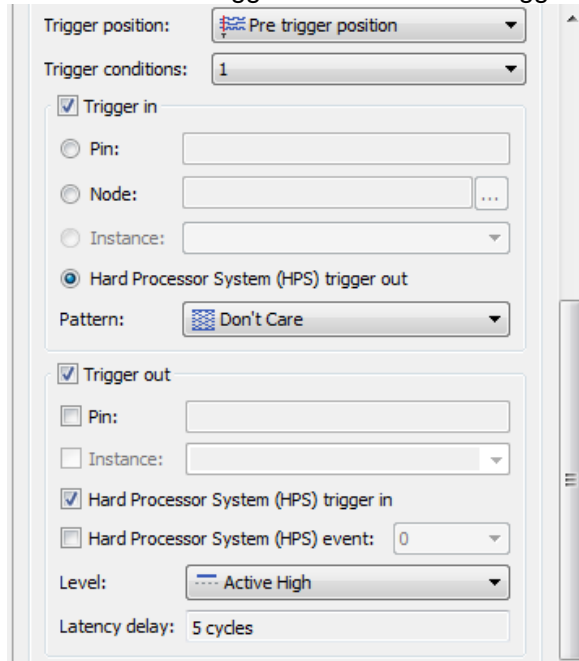 Trigger position: Pre trigger position
Trigger conditions: 1
Trigger in
Pin:
Node: ...
Instance:
Hard Processor System (HPS) trigger out
Pattern: Don't Care
Trigger out
Pin:
Instance:
Hard Processor System (HPS) trigger in
Hard Processor System (HPS) event: 0
Level: Active High
Latency delay: 5 cycles